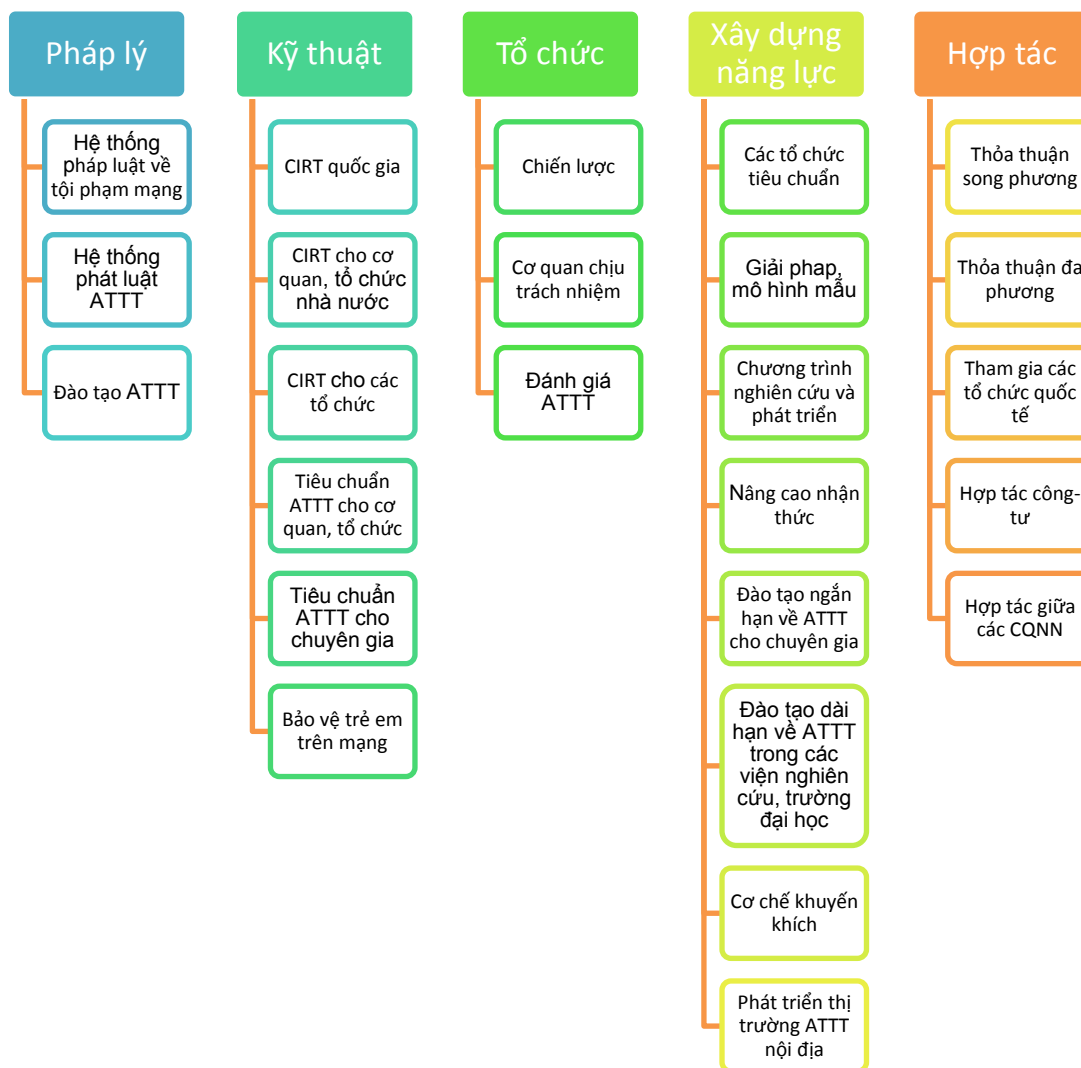 Pháp lý
Hệ thống
pháp luật về
tội phạm mạng
Hệ thống
phát luật
ATTT
Đào tạo ATTT
Kỹ thuật
CIRT quốc gia
CIRT cho cơ
quan, tổ chức
nhà nước
CIRT cho các
tổ chức
Tiêu chuẩn
ATTT cho cơ
quan, tổ chức
Tiêu chuẩn
ATTT cho
chuyên gia
Bảo vệ trẻ em
trên mạng
Tổ chức
Chiến lược
Cơ quan chịu
trách nhiệm
Đánh giá
ATTT
Xây dựng
năng lực
Các tổ chức
tiêu chuẩn
Giải phap,
mô hình mẫu
Chương trình
nghiên cứu và
phát triển
Nâng cao nhận
thức
Đào tạo ngắn
hạn về ATTT
cho chuyên gia
Đào tạo dài
hạn về ATTT
trong các
viện nghiên
cứu, trường
đại học
Cơ chế khuyến
khích
Phát triển thị
trường ATTT
nội địa
Hợp tác
Thỏa thuận
song phương
Thỏa thuận đa
phương
Tham gia các
tổ chức quốc
tế
Hợp tác công-
tư
Hợp tác giữa
các CQNN